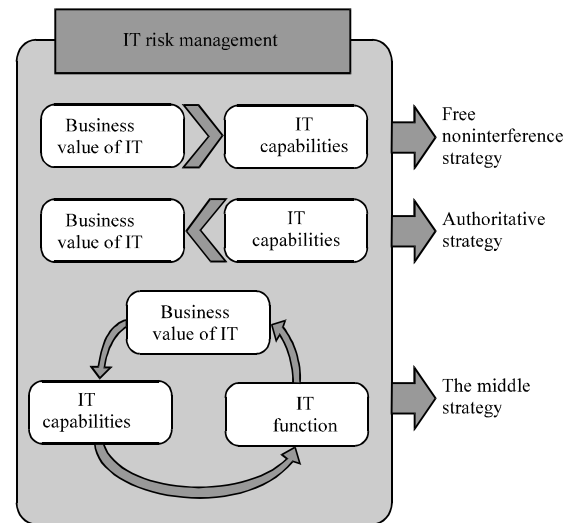 IT risk management
Business
value of IT
IT
capabilities
Free
noninterference
strategy
Business
value of IT
IT
capabilities
Authoritative
strategy
Business
value of IT
IT
capabilities
IT
function
The middle
strategy